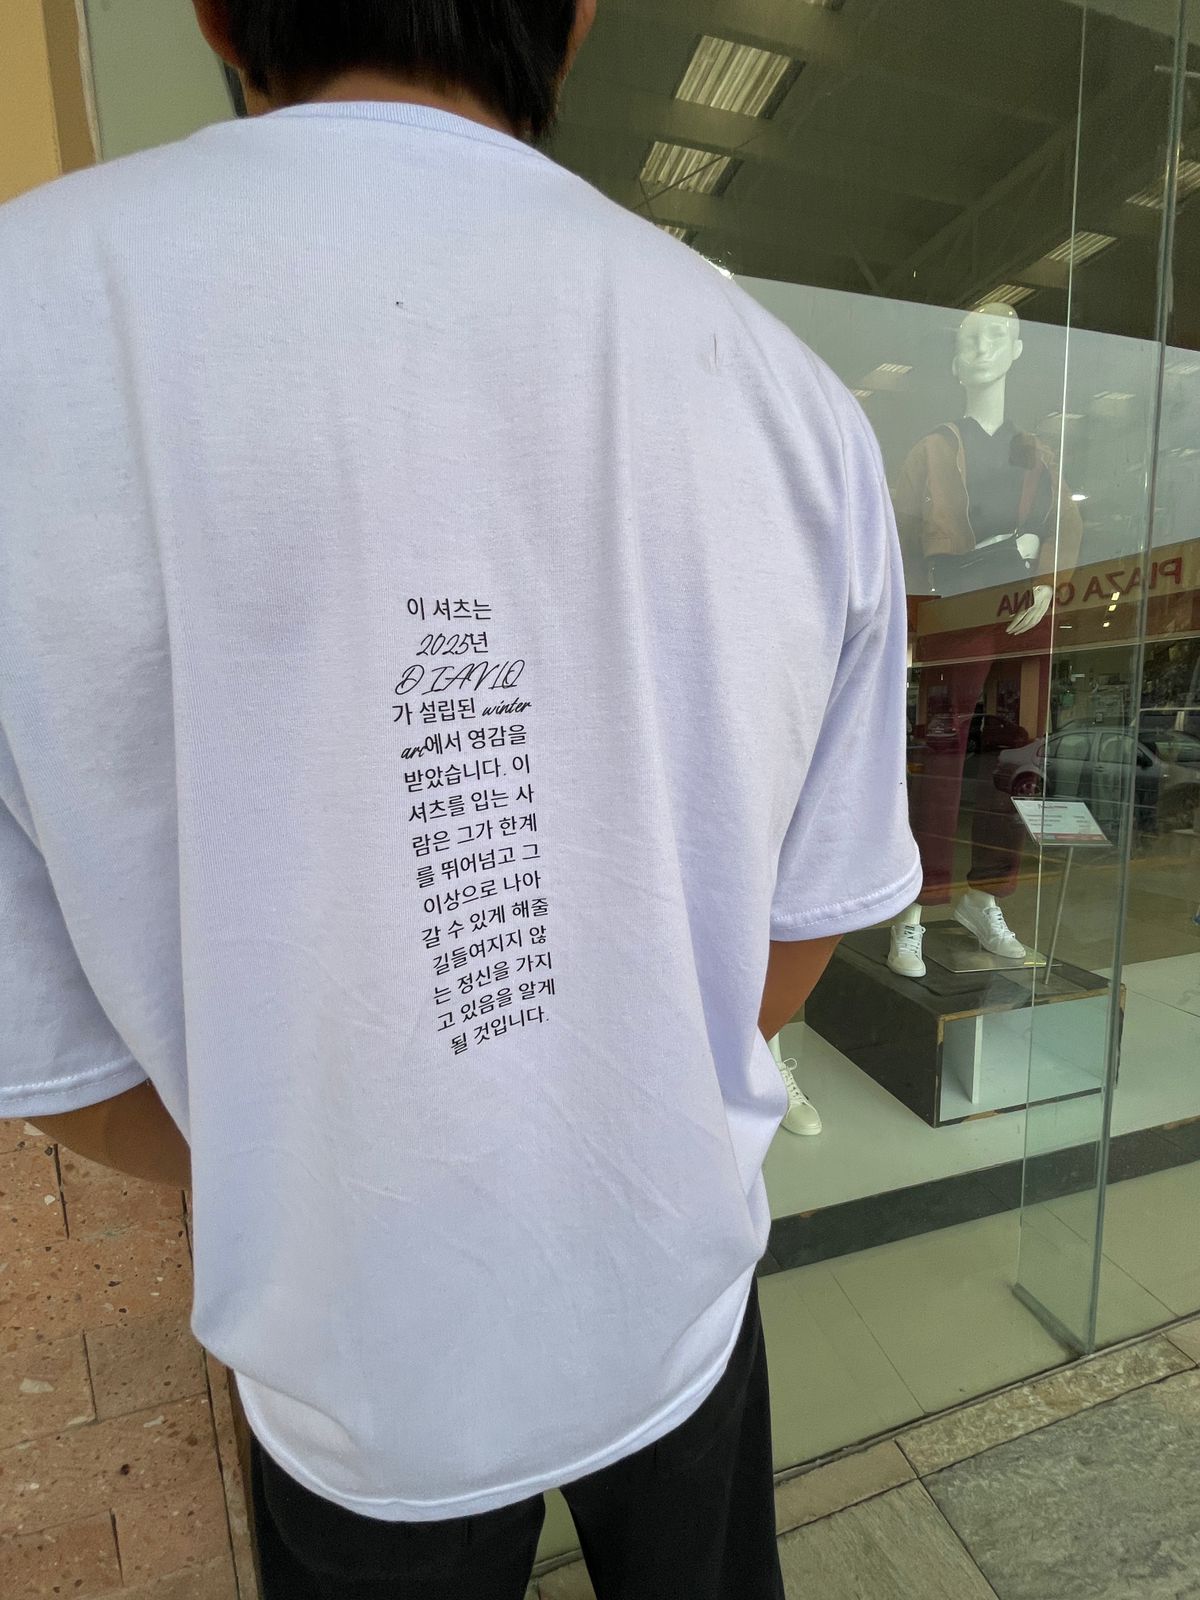 이 셔츠는
2025년
DIAVLO
가 설립된 winter
arc에서 영감을
받았습니다. 이
셔츠를 입는 사
람은 그가 한계
를 뛰어넘고 그
이상으로 나아
갈 수 있게 해줄
길들여지지 않
는 정신을 가지
고 있음을 알게
될 것입니다.
PLAZA